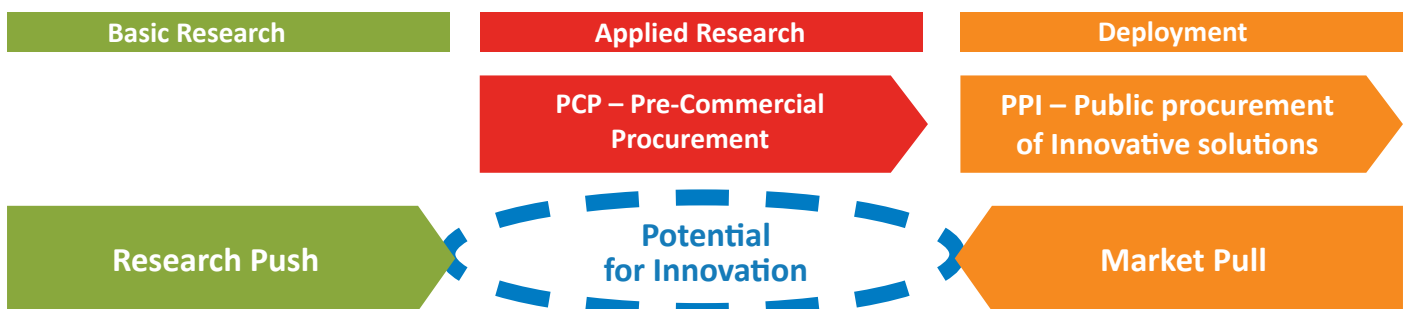 Basic Research
Applied Research
Deployment
PCP – Pre-Commercial
Procurement
PPI – Public procurement
of Innovative solutions
Research Push
Potential
for Innovation
Market Pull